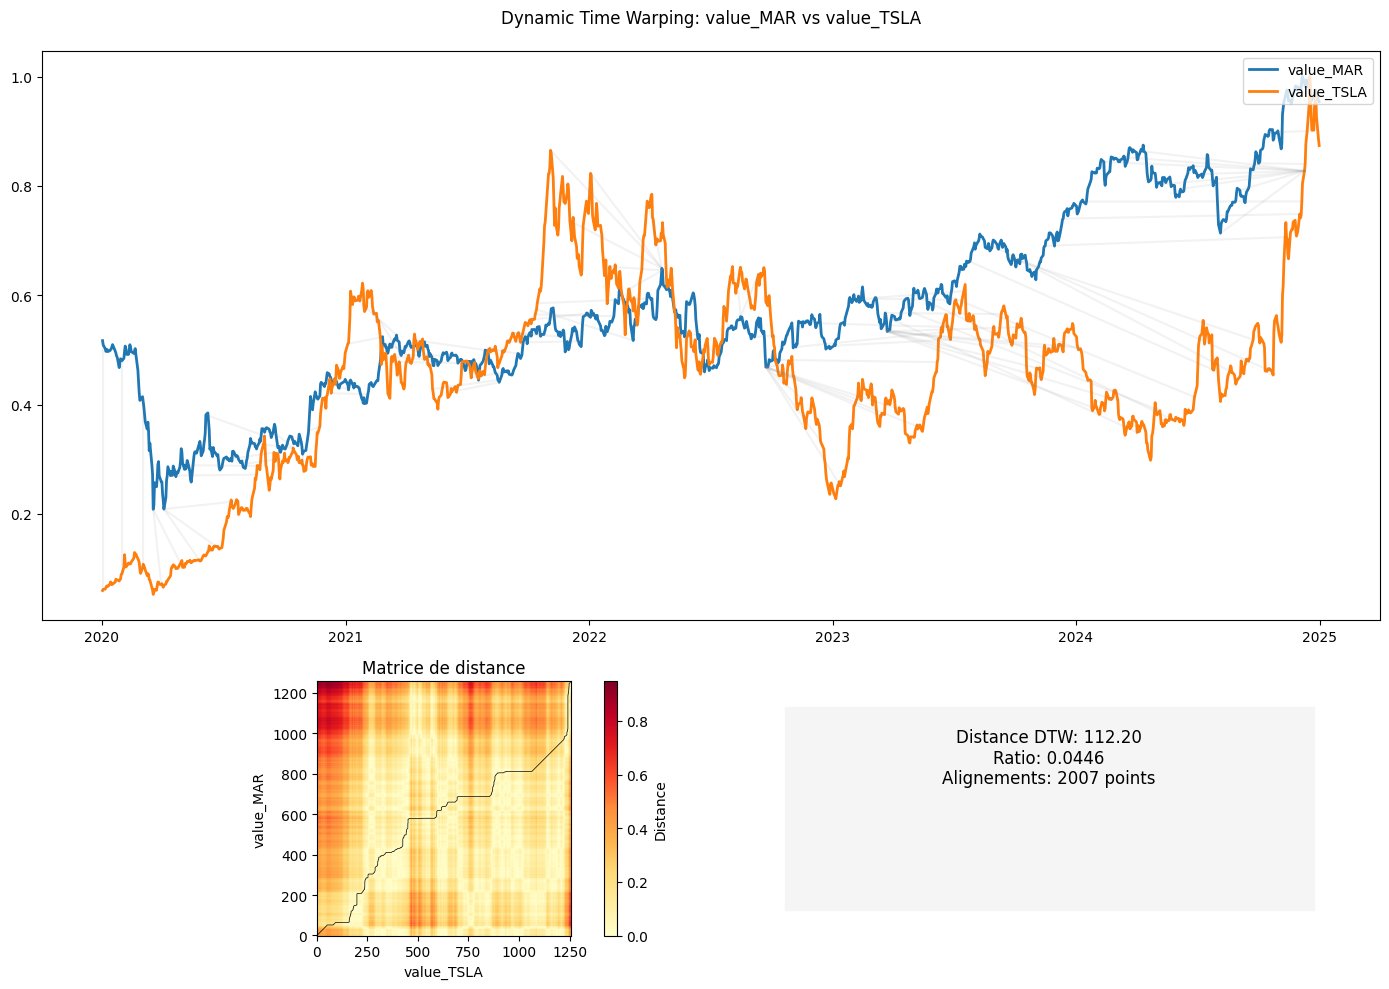 Dynamic Time Warping: value_MAR vs value_TSLA
value_MAR
value_TSLA
1.0
0.8
0.6
0.4
0.2
2020 2021 2022 2023 2024 2025
Matrice de distance
value_MAR
1200
1000
800
600
400
200
0
0 250 500 750 1000 1250
value_TSLA
0.8
0.6
0.4
0.2
0.0
Distance
Distance DTW: 112.20
Ratio: 0.0446
Alignements: 2007 points